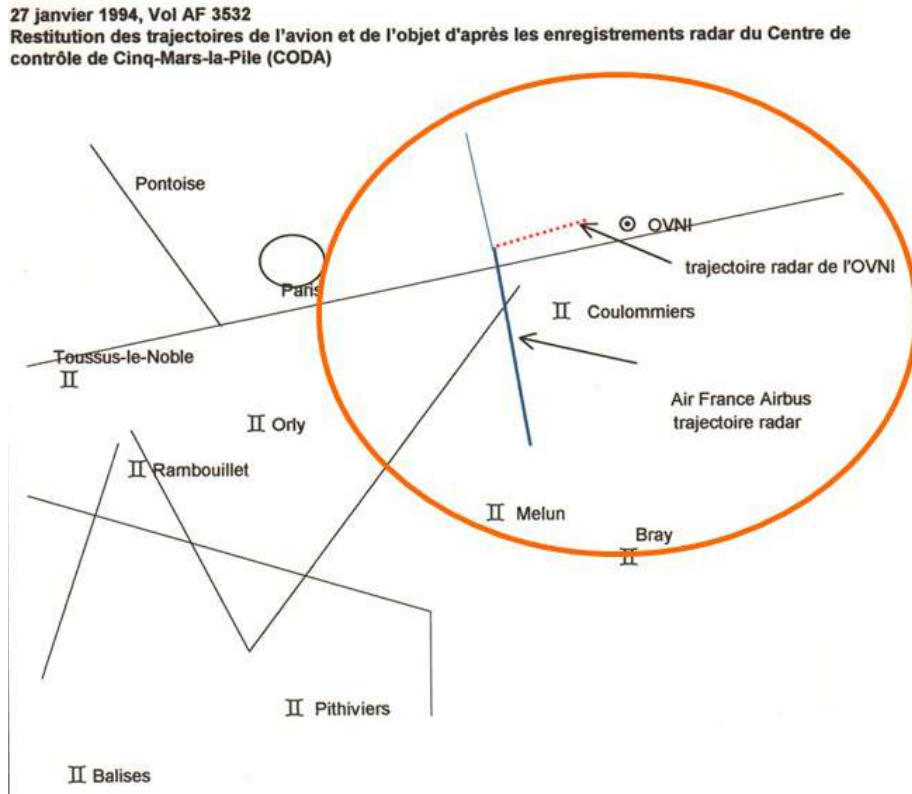 27 janvier 1994, Vol AF 3532
Restitution des trajectoires de l'avion et de l'objet d'après les enregistrements radar du Centre de
contrôle de Cinq-Mars-la-Pile (CODA)
Pontoise
OVNI
trajectoire radar de l'OVNI
Paris
Coulommiers
Toussus-le-Noble
Air France Airbus
trajectoire radar
Orly
Rambouillet
Melun
Bray
Pithiviers
Balises